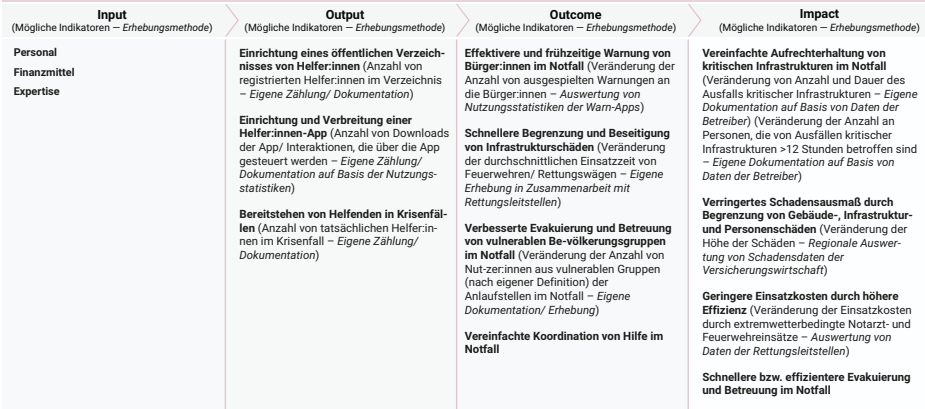 Input
(Mögliche Indikatoren — Erhebungsmethode)
Personal
Finanzmittel
Expertise
Output
(Mögliche Indikatoren — Erhebungsmethode)
Einrichtung eines öffentlichen Verzeich-
nisses von Helfer:innen (Anzahl von
registrierten Helfer:innen im Verzeichnis
– Eigene Zählung/ Dokumentation)
Einrichtung und Verbreitung einer
Helfer:innen-App (Anzahl von Downloads
der App/ Interaktionen, die über die App
gesteuert werden – Eigene Zählung/
Dokumentation auf Basis der Nutzungs-
statistiken)
Bereitstehen von Helfenden in Krisenfäl-
len (Anzahl von tatsächlichen Helfer:in-
nen im Krisenfall – Eigene Zählung/
Dokumentation)
Outcome
(Mögliche Indikatoren — Erhebungsmethode)
Effektivere und frühzeitige Warnung von
Bürger:innen im Notfall (Veränderung der
Anzahl von ausgespielten Warnungen an
die Bürger:innen – Auswertung von
Nutzungsstatistiken der Warn-Apps)
Schnellere Begrenzung und Beseitigung
von Infrastrukturschäden (Veränderung
der durchschnittlichen Einsatzzeit von
Feuerwehren/ Rettungswägen – Eigene
Erhebung in Zusammenarbeit mit
Rettungsleitstellen)
Verbesserte Evakuierung und Betreuung
von vulnerablen Be-völkerungsgruppen
im Notfall (Veränderung der Anzahl von
Nut-zer:innen aus vulnerablen Gruppen
(nach eigener Definition) der
Anlaufstellen im Notfall – Eigene
Dokumentation/ Erhebung)
Vereinfachte Koordination von Hilfe im
Notfall
Impact
(Mögliche Indikatoren — Erhebungsmethode)
Vereinfachte Aufrechterhaltung von
kritischen Infrastrukturen im Notfall
(Veränderung von Anzahl und Dauer des
Ausfalls kritischer Infrastrukturen – Eigene
Dokumentation auf Basis von Daten der
Betreiber) (Veränderung der Anzahl an
Personen, die von Ausfällen kritischer
Infrastrukturen >12 Stunden betroffen sind
– Eigene Dokumentation auf Basis von
Daten der Betreiber)
Verringertes Schadensausmaß durch
Begrenzung von Gebäude-, Infrastruktur-
und Personenschäden (Veränderung der
Höhe der Schäden – Regionale Auswer-
tung von Schadensdaten der
Versicherungswirtschaft)
Geringere Einsatzkosten durch höhere
Effizienz (Veränderung der Einsatzkosten
durch extremwetterbedingte Notarzt- und
Feuerwehreinsätze – Auswertung von
Daten der Rettungsleitstellen)
Schnellere bzw. effizientere Evakuierung
und Betreuung im Notfall